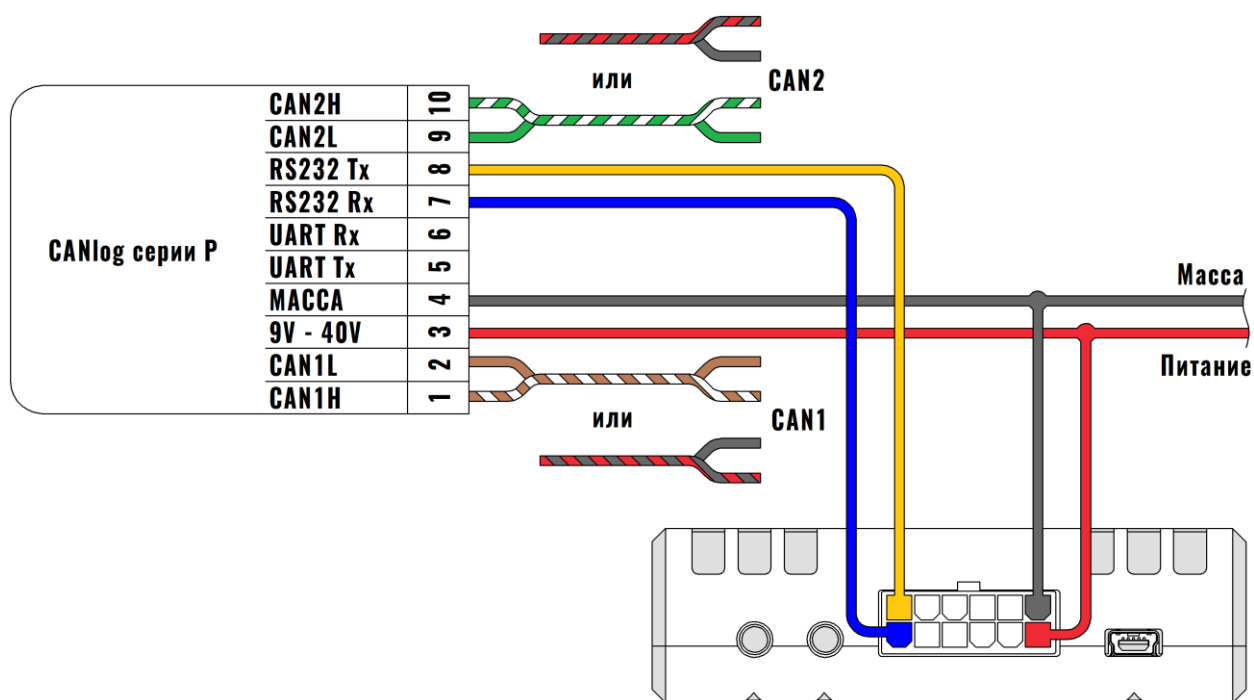 или
CAN2
CAN2H 10
CAN2L 9
RS232 Tx 8
RS232 Rx 7
UART Rx 6
UART Tx 5
МАССА 4
9V - 40V 3
CAN1L 2
CAN1H 1
CANlog серии P
Масса
Питание
или
CAN1